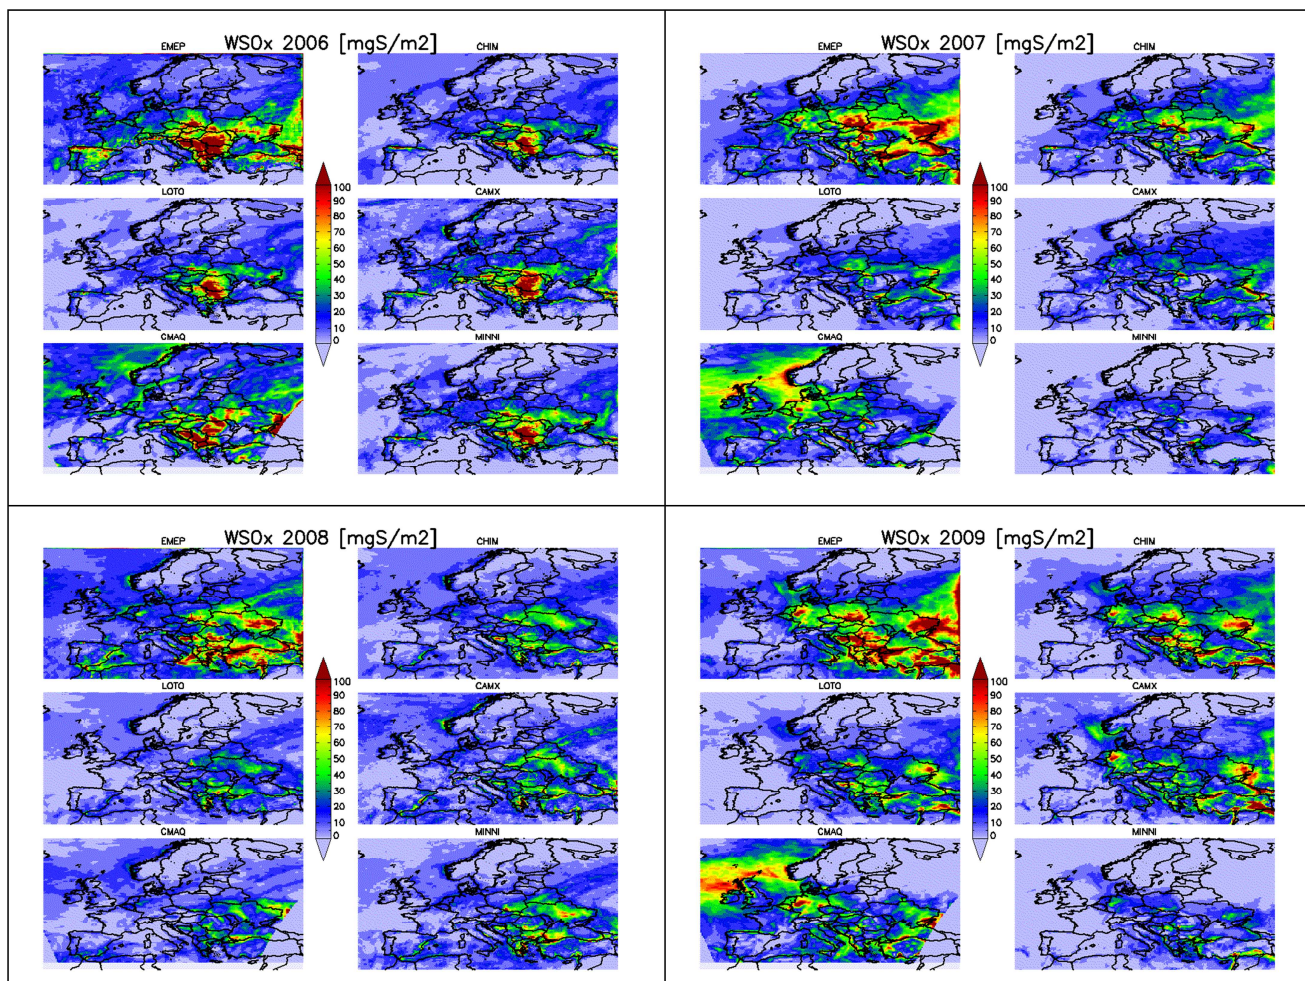 WSOx 2006 [mgS/m2]
EMEP
CHIM
LOTO
CAMX
CMAQ
MINNI
100
90
80
70
60
50
40
30
20
10
0
WSOx 2007 [mgS/m2]
EMEP
CHIM
LOTO
CAMX
CMAQ
MINNI
100
90
80
70
60
50
40
30
20
10
0
WSOx 2008 [mgS/m2]
EMEP
CHIM
LOTO
CAMX
CMAQ
MINNI
100
90
80
70
60
50
40
30
20
10
0
WSOx 2009 [mgS/m2]
EMEP
CHIM
LOTO
CAMX
CMAQ
MINNI
100
90
80
70
60
50
40
30
20
10
0